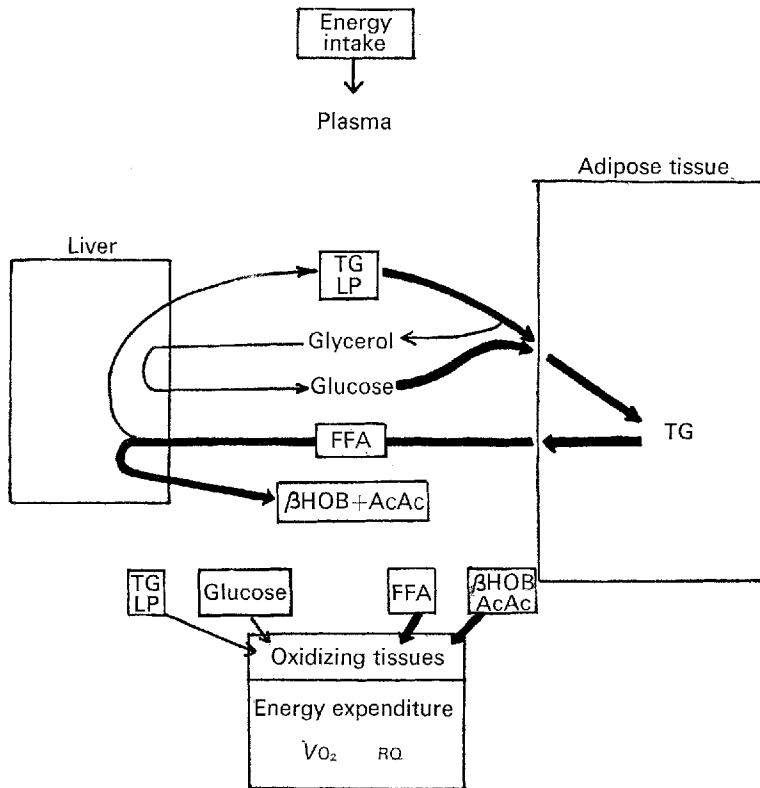 Energy
intake
Plasma
Adipose tissue
Liver
TG
LP
Glycerol
Glucose
TG
FFA
βHOB+AcAc
TG
LP
Glucose
FFA
βHOB
AcAc
Oxidizing tissues
Energy expenditure
V̇O₂ RQ